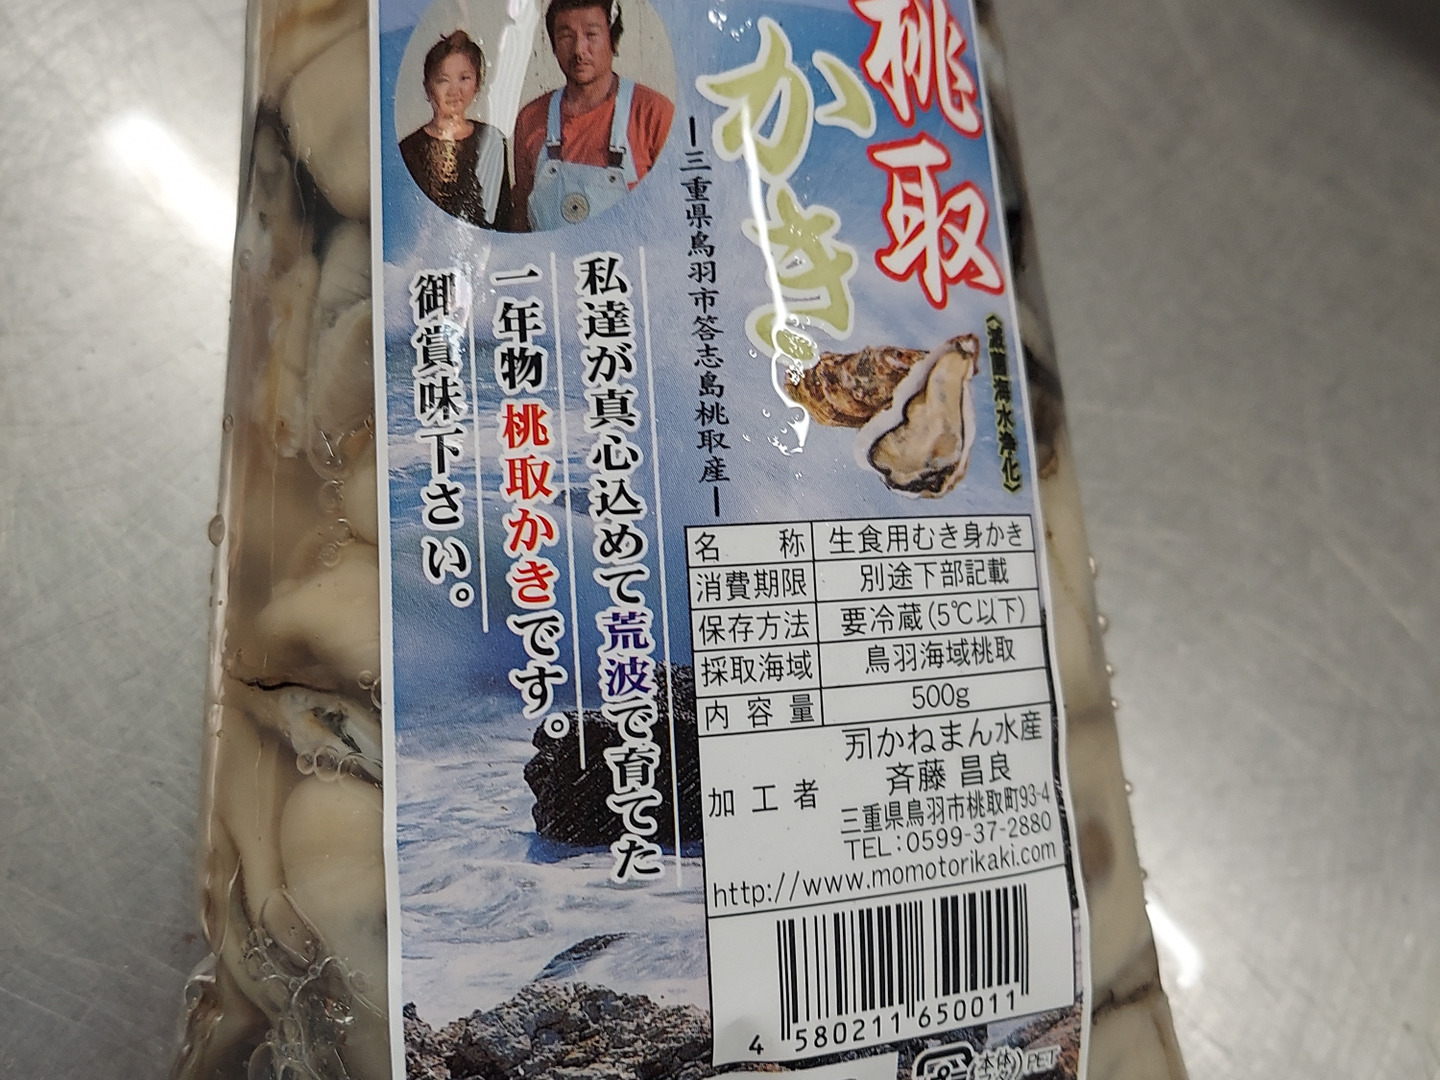 桃取
かき
〈滅菌海水浄化〉
―三重県鳥羽市答志島桃取産―
私達が真心込めて荒波で育てた
一年物桃取かきです。
御賞味下さい。
名称 生食用むき身かき
消費期限 別途下部記載
保存方法 要冷蔵(5℃以下)
採取海域 鳥羽海域桃取
内容量 500g
加工者
かねまん水産
斉藤 昌良
三重県鳥羽市桃取町93-4
TEL:0599-37-2880
http://www.momotorikaki.com
4 580211 650011
本体
PET